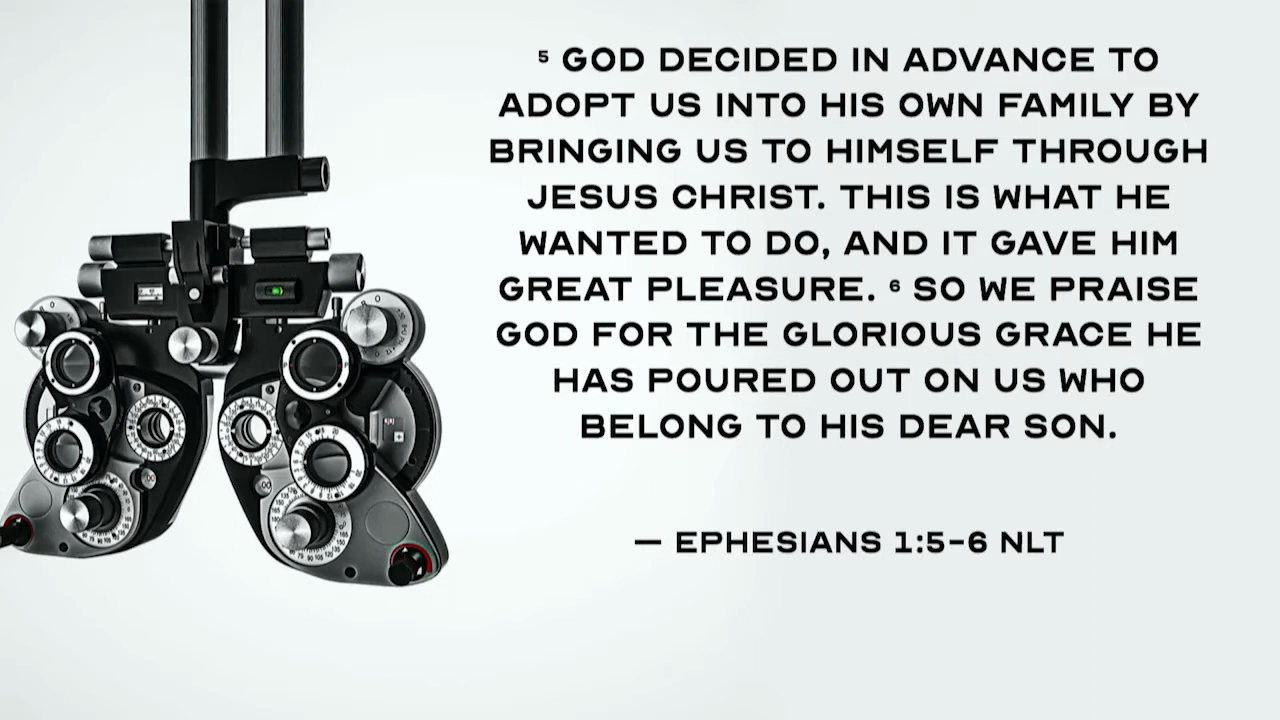 ⁵ GOD DECIDED IN ADVANCE TO
ADOPT US INTO HIS OWN FAMILY BY
BRINGING US TO HIMSELF THROUGH
JESUS CHRIST. THIS IS WHAT HE
WANTED TO DO, AND IT GAVE HIM
GREAT PLEASURE. ⁶ SO WE PRAISE
GOD FOR THE GLORIOUS GRACE HE
HAS POURED OUT ON US WHO
BELONG TO HIS DEAR SON.
— EPHESIANS 1:5–6 NLT